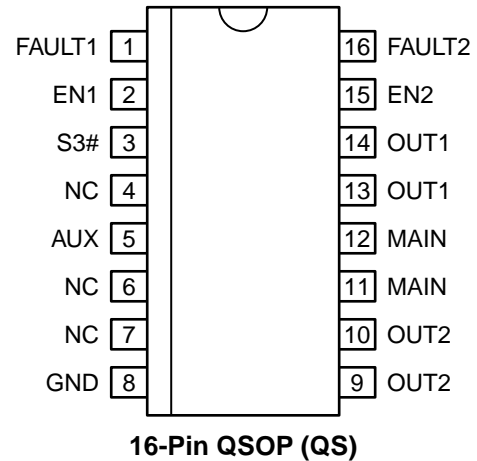 FAULT1 1 16 FAULT2
EN1 2 15 EN2
S3# 3 14 OUT1
NC 4 13 OUT1
AUX 5 12 MAIN
NC 6 11 MAIN
NC 7 10 OUT2
GND 8 9 OUT2
16-Pin QSOP (QS)